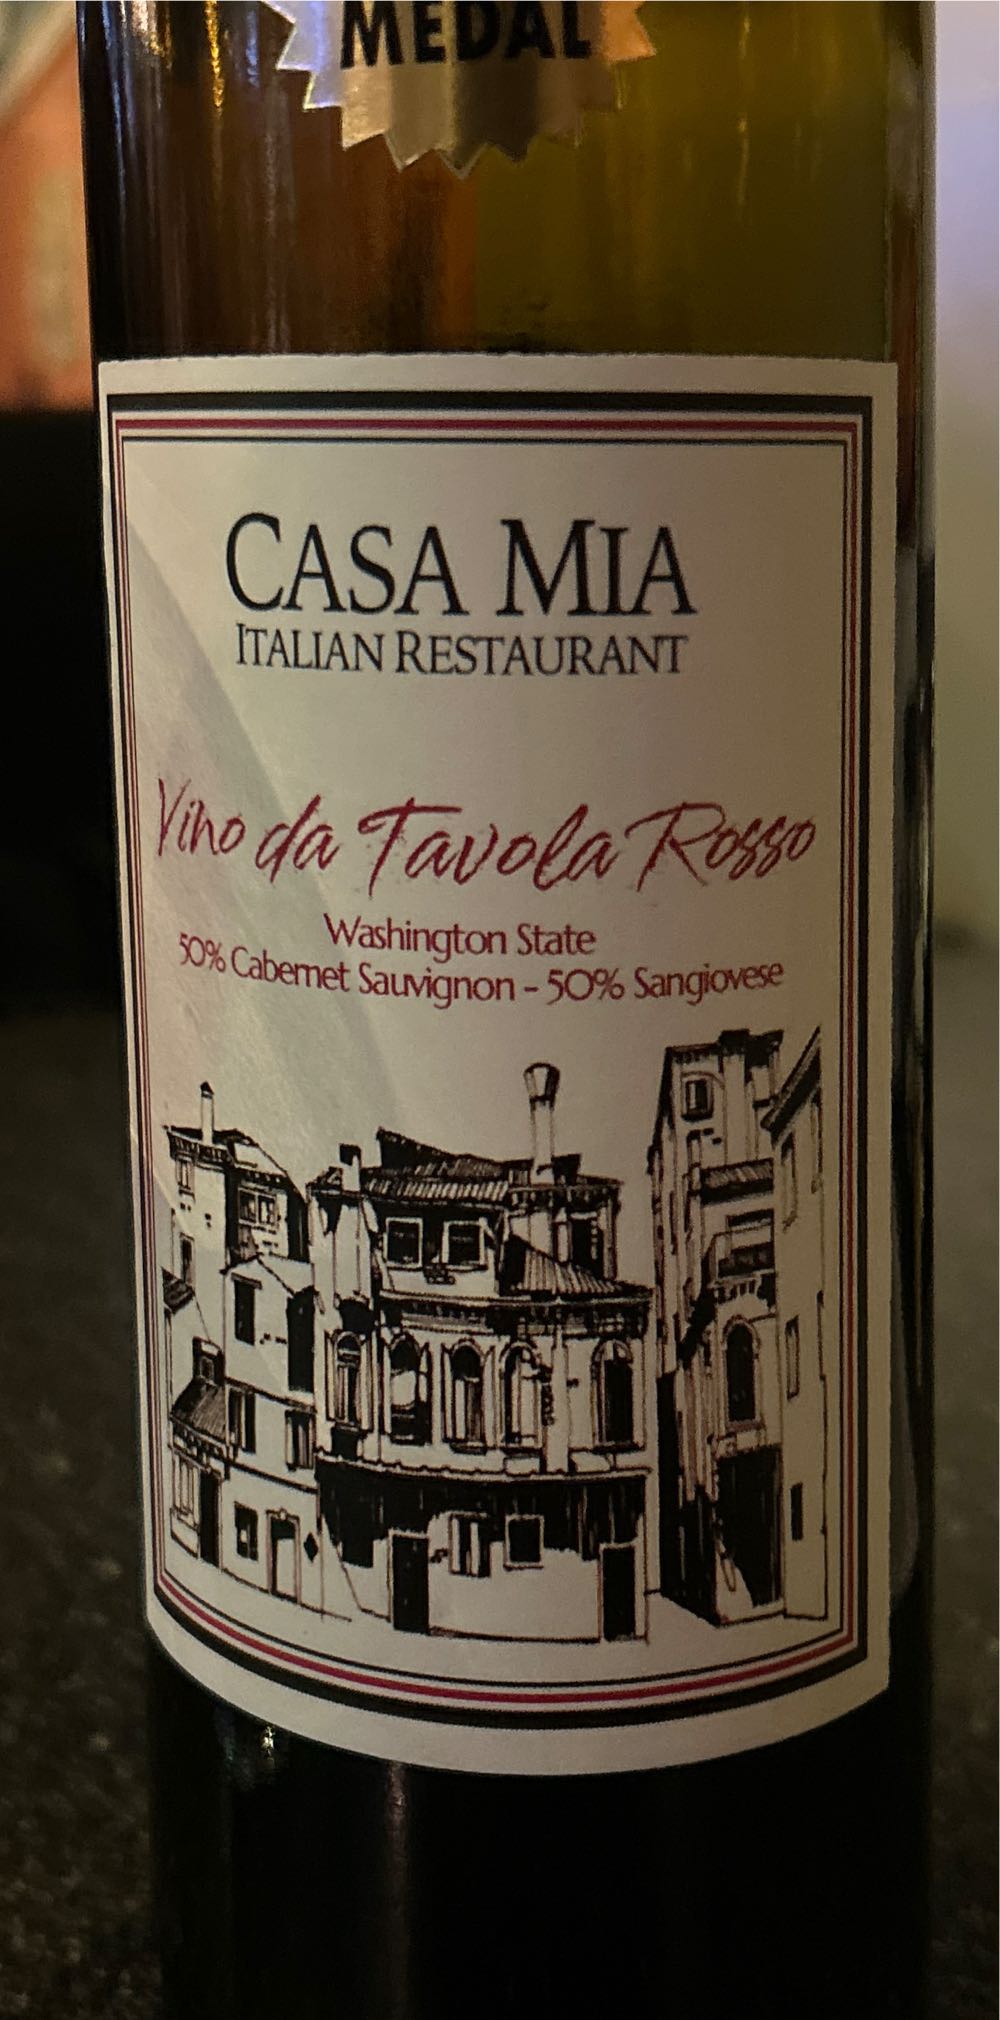 MEDAL
CASA MIA
ITALIAN RESTAURANT
Vino da Tavola Rosso
Washington State
50% Cabernet Sauvignon - 50% Sangiovese